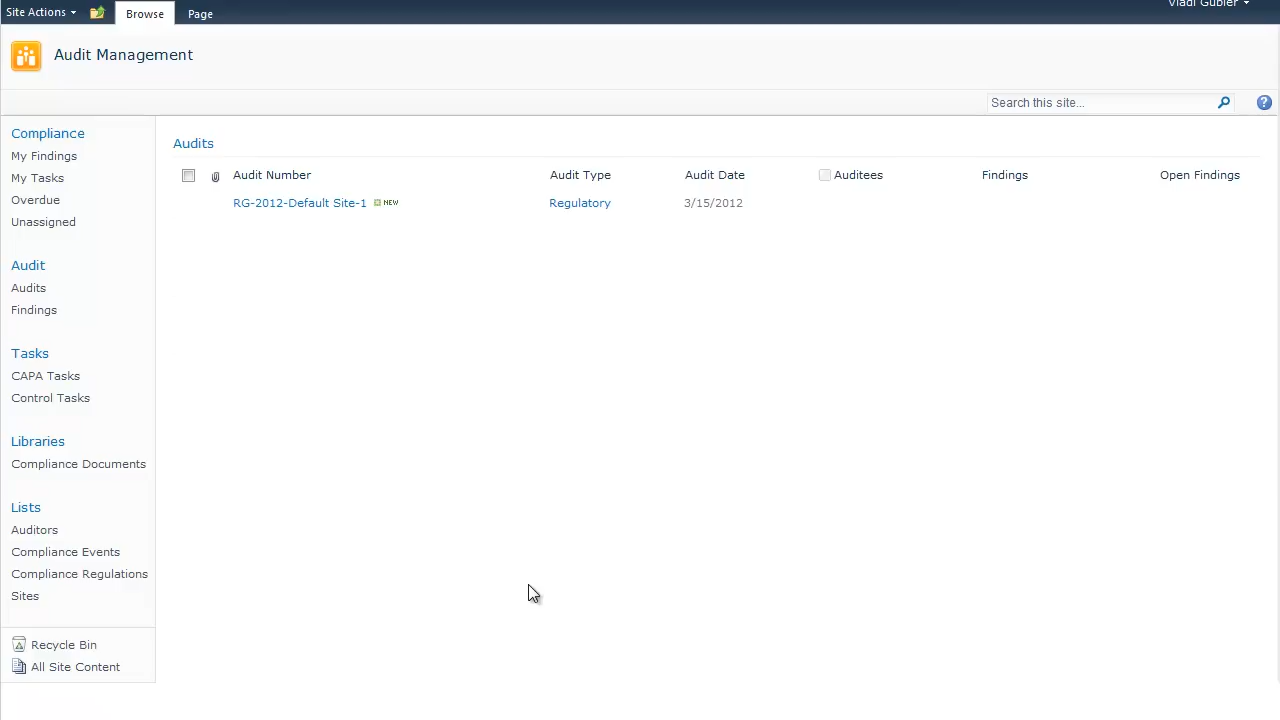 Site Actions Browse Page Vladi Gubler
Audit Management
Search this site...
Compliance
My Findings
My Tasks
Overdue
Unassigned
Audit
Audits
Findings
Tasks
CAPA Tasks
Control Tasks
Libraries
Compliance Documents
Lists
Auditors
Compliance Events
Compliance Regulations
Sites
Recycle Bin
All Site Content
Audits
Audit Number Audit Type Audit Date Auditees Findings Open Findings
RG-2012-Default Site-1 NEW Regulatory 3/15/2012